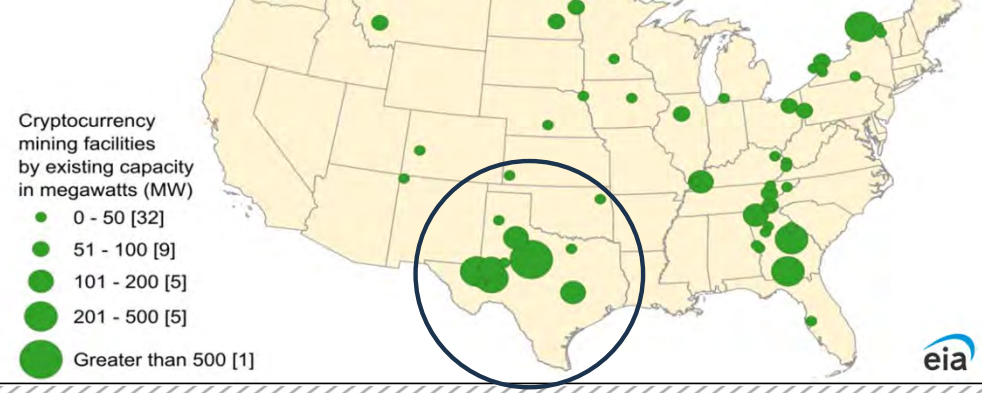 Cryptocurrency
mining facilities
by existing capacity
in megawatts (MW)
0 - 50 [32]
51 - 100 [9]
101 - 200 [5]
201 - 500 [5]
Greater than 500 [1]
eia